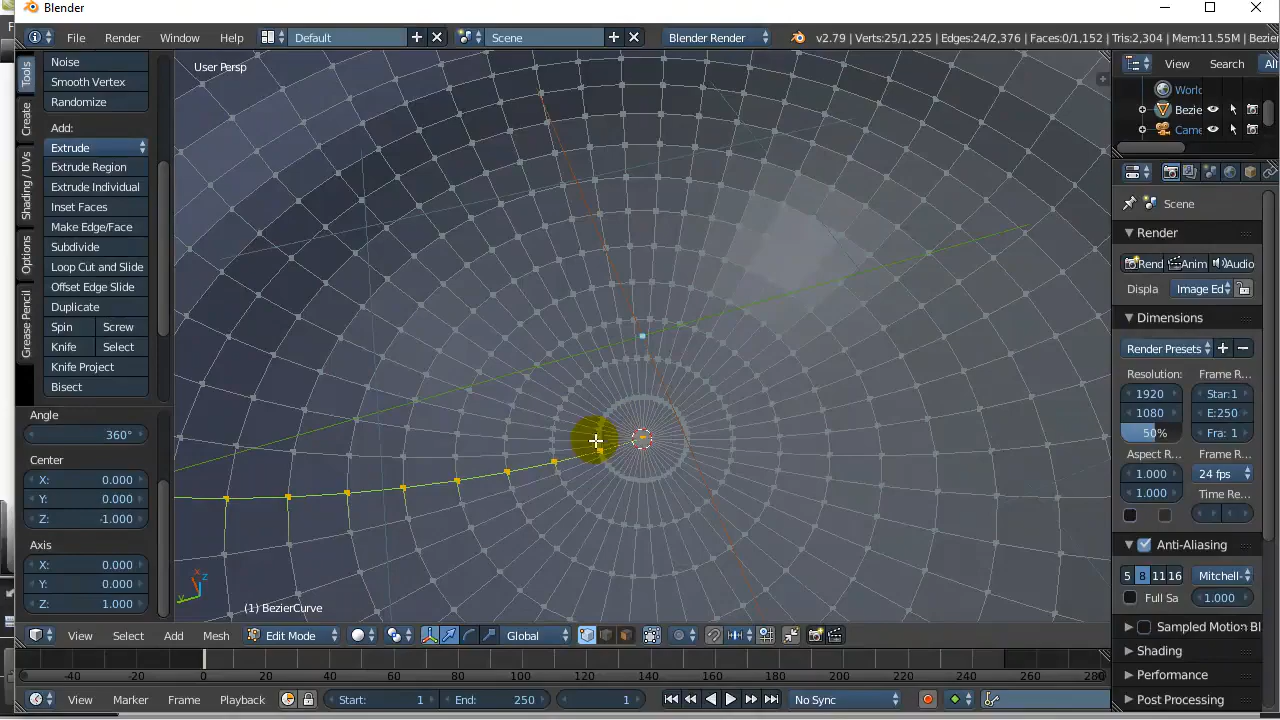 Blender
File Render Window Help Default Scene Blender Render v2.79 | Verts:25/1,225 | Edges:24/2,376 | Faces:0/1,152 | Tris:2,304 | Mem:11.55M | Bezier
Tools
Create
Shading / UVs
Options
Grease Pencil
Noise
Smooth Vertex
Randomize
Add:
Extrude
Extrude Region
Extrude Individual
Inset Faces
Make Edge/Face
Subdivide
Loop Cut and Slide
Offset Edge Slide
Duplicate
Spin Screw
Knife Select
Knife Project
Bisect
Angle
360°
Center
X: 0.000
Y: 0.000
Z: -1.000
Axis
X: 0.000
Y: 0.000
Z: 1.000
User Persp
z
x
y
(1) BezierCurve
View Select Add Mesh Edit Mode Global
-40 -20 0 20 40 60 80 100 120 140 160 180 200 220 240 260 280
View Marker Frame Playback Start: 1 End: 250 1 No Sync
View Search All
World
Bezie
Came
Scene
Render
Rend Anim Audio
Displa Image Ed
Dimensions
Render Presets
Resolution: Frame R...
1920 Star:1
1080 E:250
50% Fra: 1
Aspect R... Frame R...
1.000 24 fps
1.000 Time Re...
Anti-Aliasing
5 8 11 16 Mitchell-
Full Sa 1.000
Sampled Motion Bl
Shading
Performance
Post Processing